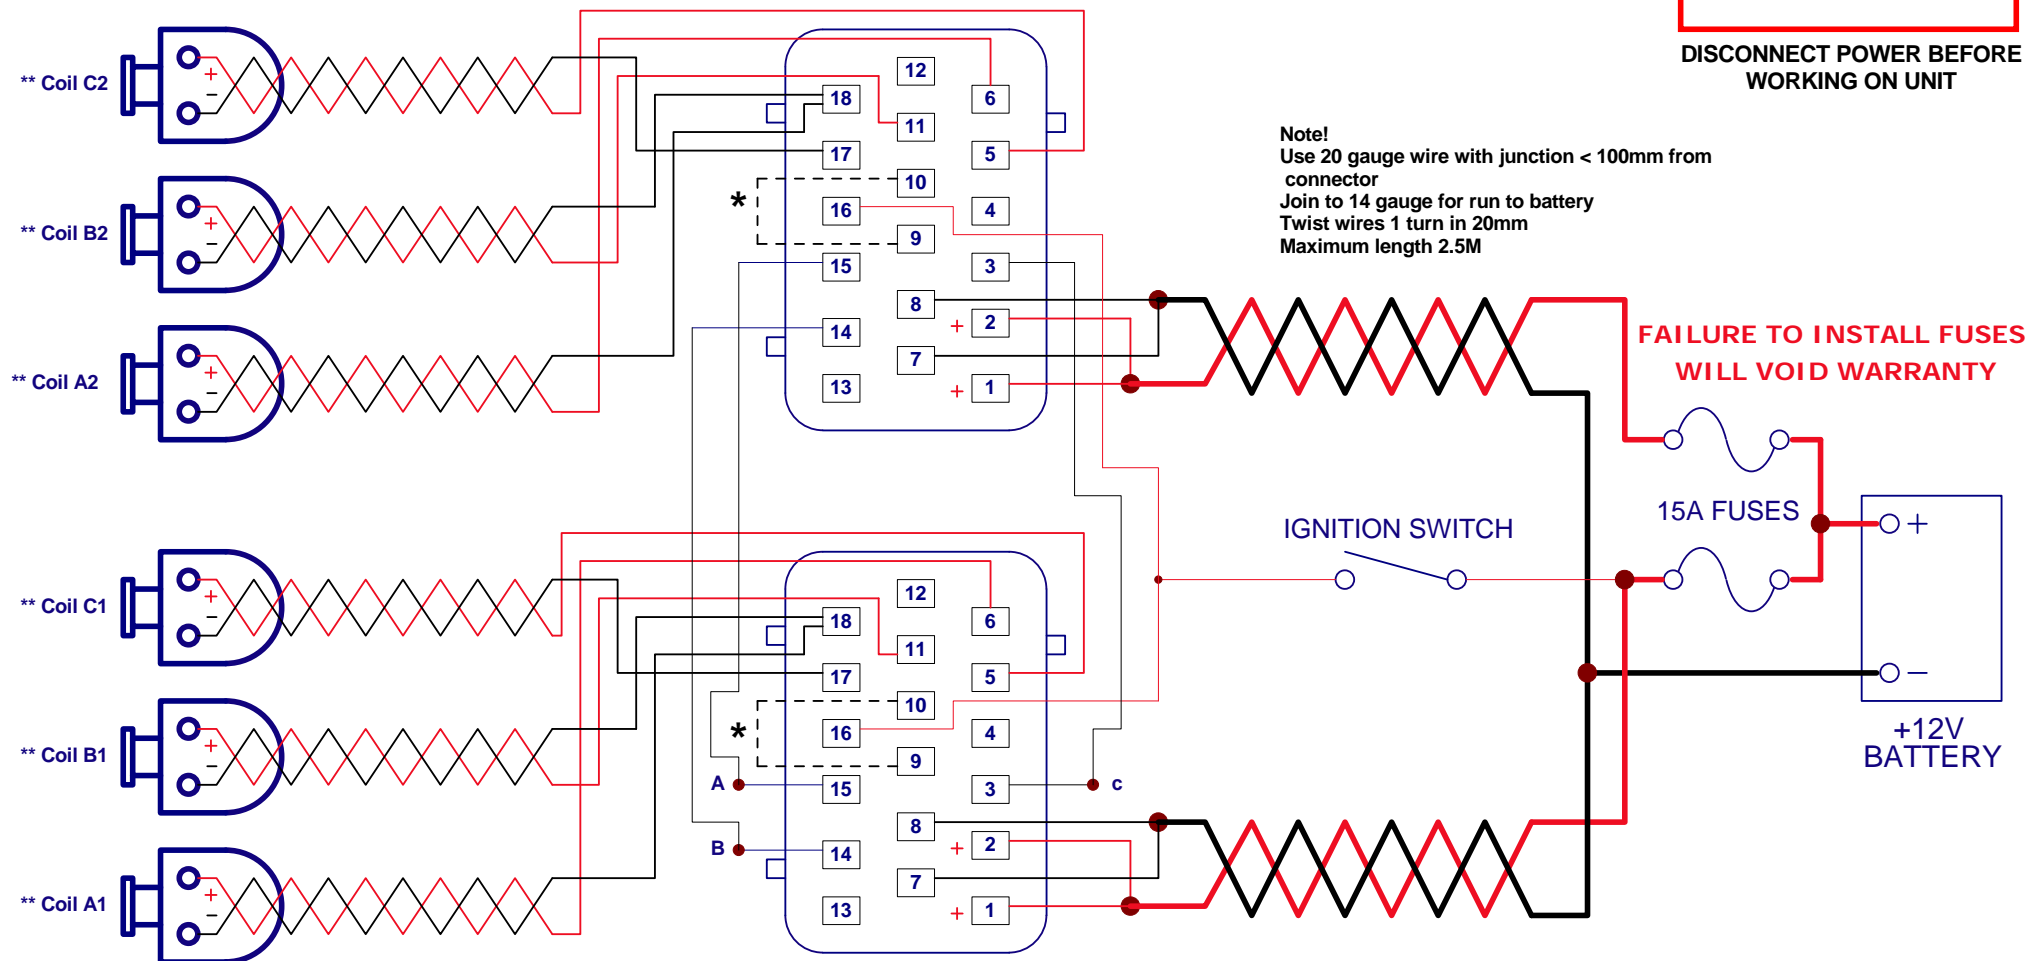 DISCONNECT POWER BEFORE
WORKING ON UNIT
Note!
Use 20 gauge wire with junction < 100mm from
connector
Join to 14 gauge for run to battery
Twist wires 1 turn in 20mm
Maximum length 2.5M
** Coil C2
+
−
** Coil B2
+
−
** Coil A2
+
−
12
18
6
11
17
5
10
*
16
4
9
15
3
8
14
+ 2
7
13
+ 1
FAILURE TO INSTALL FUSES
WILL VOID WARRANTY
15A FUSES
IGNITION SWITCH
+
−
+12V
BATTERY
** Coil C1
+
−
** Coil B1
+
−
** Coil A1
+
−
12
18
6
11
17
5
10
*
16
4
9
A
15
3
c
8
B
14
+ 2
7
13
+ 1